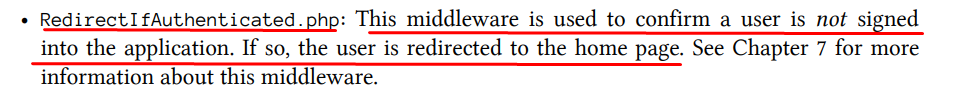 • RedirectIfAuthenticated.php: This middleware is used to confirm a user is not signed
into the application. If so, the user is redirected to the home page. See Chapter 7 for more
information about this middleware.